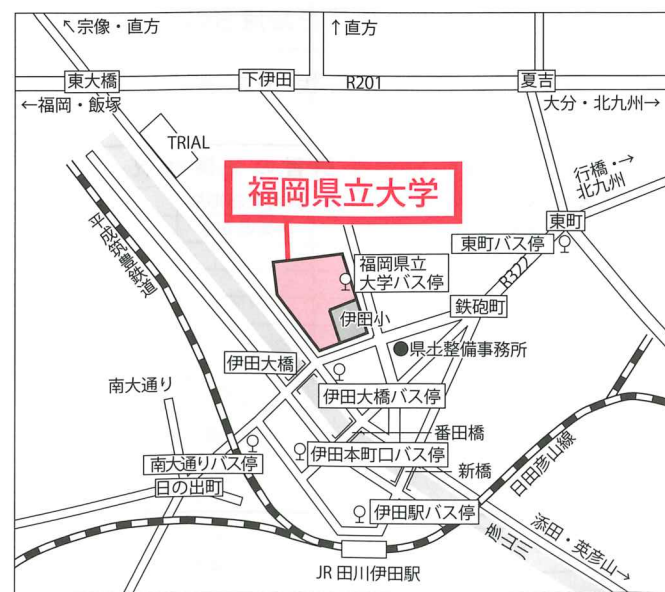 ↖宗像・直方
↑直方
東大橋
下伊田
R201
夏吉
←福岡・飯塚
大分・北九州→
TRIAL
行橋・→
北九州
福岡県立大学
東町
東町バス停
平成筑豊鉄道
福岡県立
大学バス停
R322
鉄砲町
伊田小
県土整備事務所
伊田大橋
南大通り
伊田大橋バス停
番田橋
南大通りバス停
伊田本町口バス停
日田彦山線
新橋
日の出町
伊田駅バス停
添田・英彦山→
彦山川
JR田川伊田駅